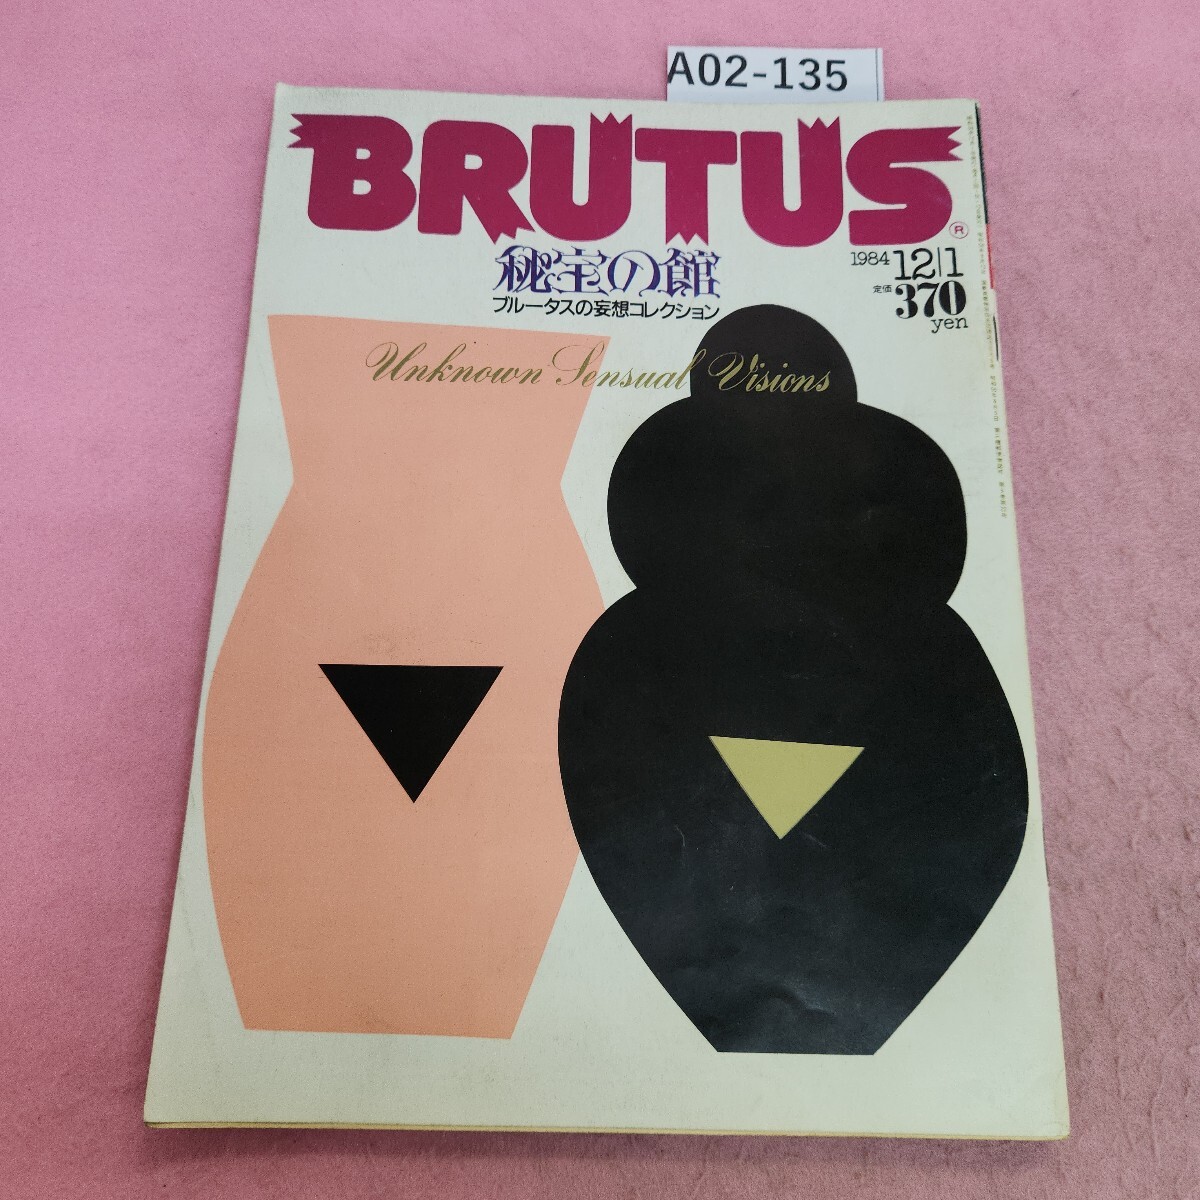 A02-135
BRUTUS
®
秘室の館
ブルータスの妄想コレクション
1984 12|1
定価 370 yen
Unknown Sensual Visions